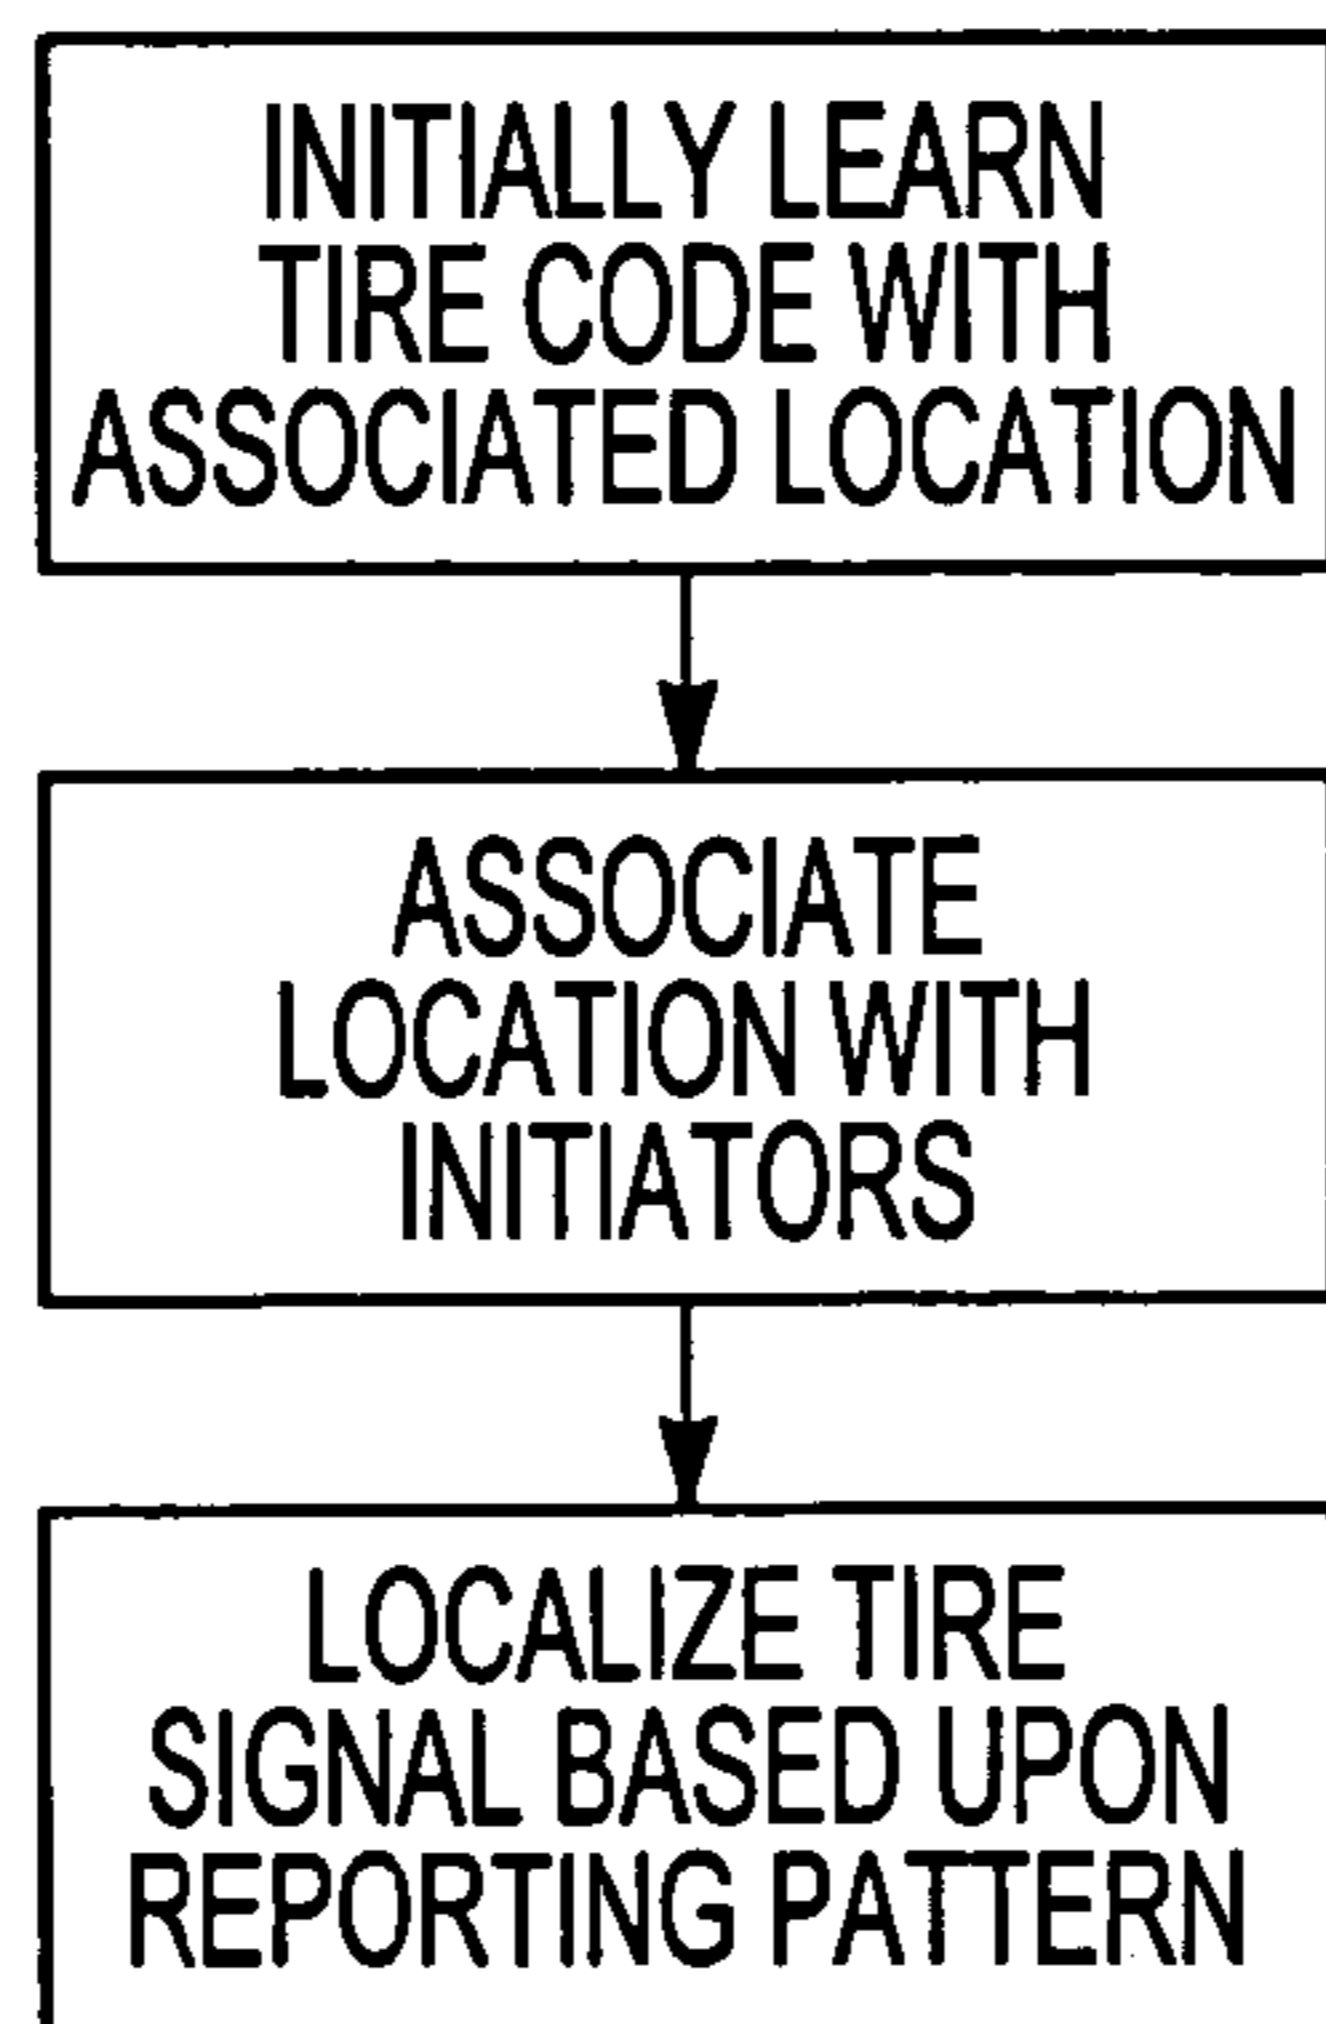 INITIALLY LEARN
TIRE CODE WITH
ASSOCIATED LOCATION
ASSOCIATE
LOCATION WITH
INITIATORS
LOCALIZE TIRE
SIGNAL BASED UPON
REPORTING PATTERN